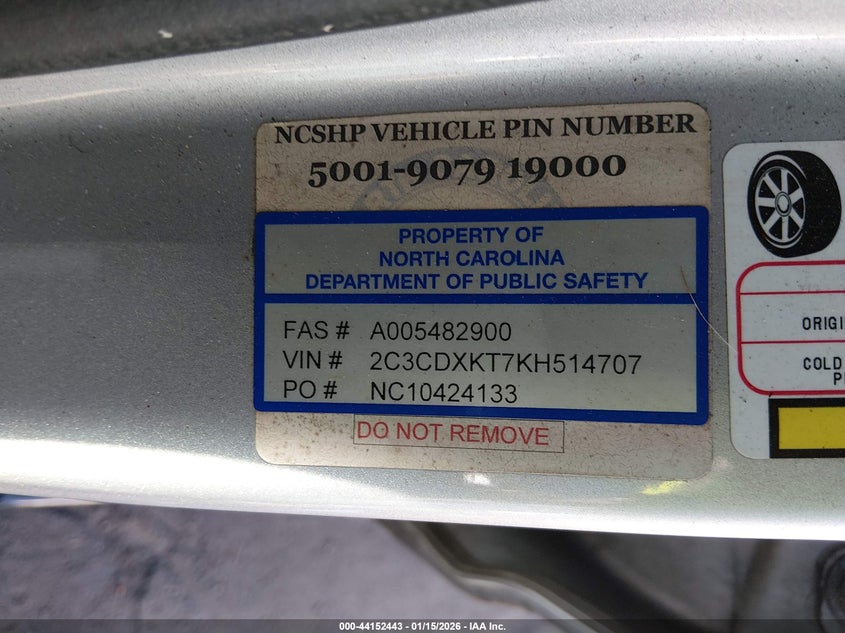 NCSHP VEHICLE PIN NUMBER
5001-9079 19000
PROPERTY OF
NORTH CAROLINA
DEPARTMENT OF PUBLIC SAFETY
FAS # A005482900
VIN # 2C3CDXKT7KH514707
PO # NC10424133
DO NOT REMOVE
ORIGI
COLD
P
000-44152443 - 01/15/2026 - IAA Inc.